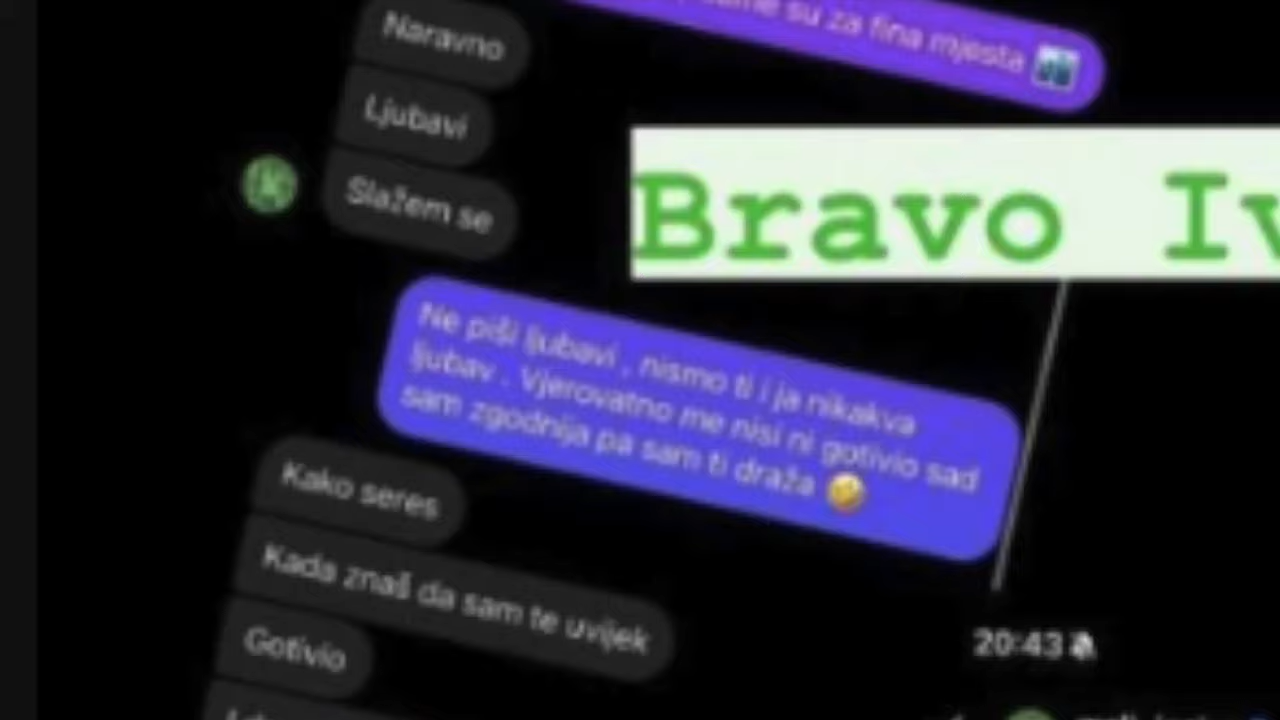 su za fina mjesta
Naravno
Ljubavi
Slažem se
Bravo Iv
Ne piši ljubavi , nismo ti i ja nikakva
ljubav . Vjerovatno me nisi ni gotivio sad
sam zgodnija pa sam ti draža 🤣
Kako seres
Kada znaš da sam te uvijek
Gotivio
20:43